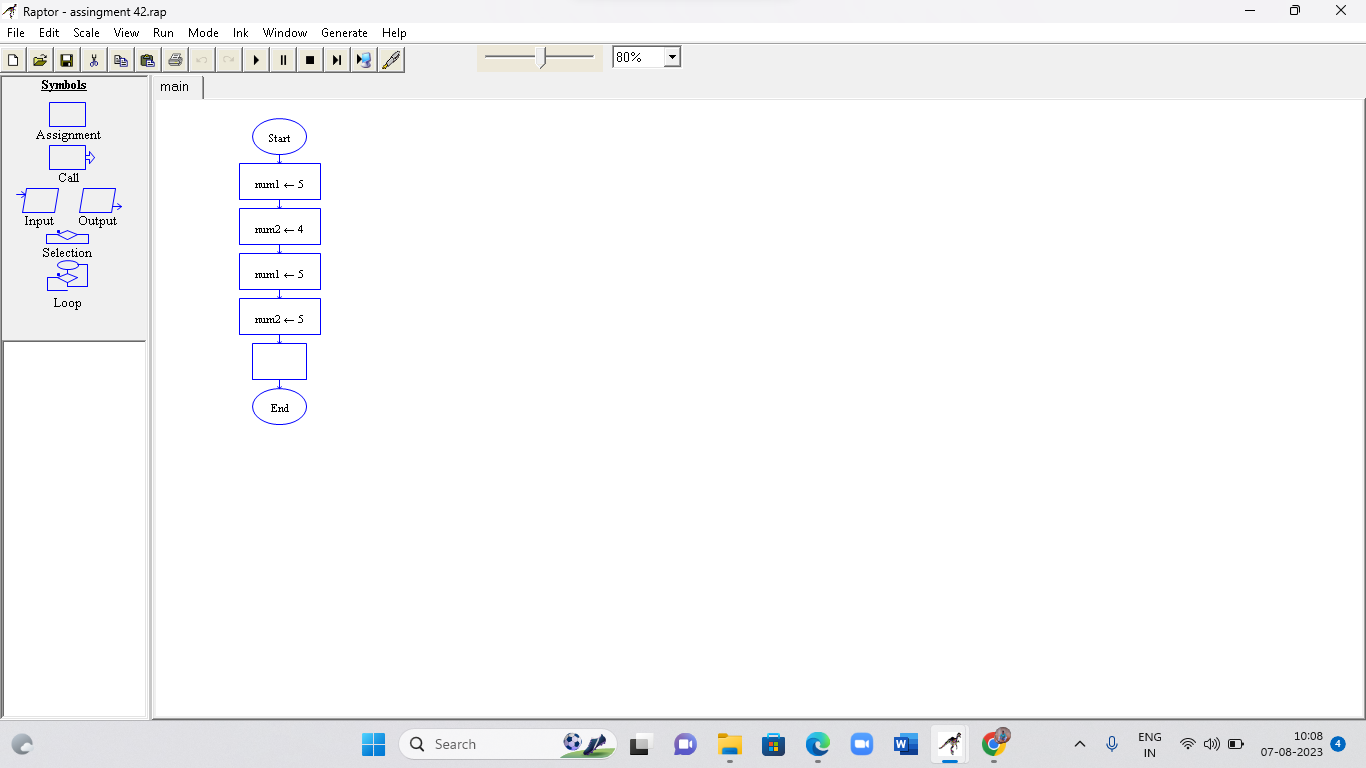 Raptor - assingment 42.rap
File Edit Scale View Run Mode Ink Window Generate Help
80%
Symbols
main
Assignment
Call
Input Output
Selection
Loop
Start
num1 ← 5
num2 ← 4
num1 ← 5
num2 ← 5
End
Search
W
ENG
IN
10:08
07-08-2023
4